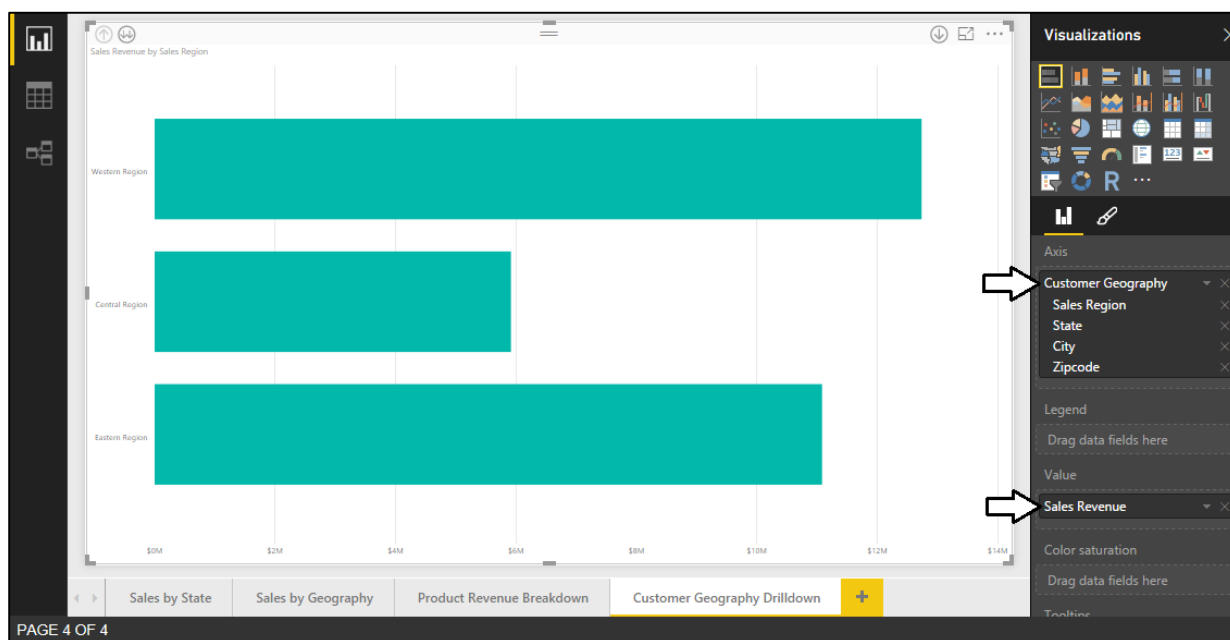 Visualizations
Sales Revenue by Sales Region
Western Region
Central Region
Eastern Region
$0M $2M $4M $6M $8M $10M $12M $14M
123
R
Axis
Customer Geography
Sales Region
State
City
Zipcode
Legend
Drag data fields here
Value
Sales Revenue
Color saturation
Drag data fields here
Tooltips
Sales by State Sales by Geography Product Revenue Breakdown Customer Geography Drilldown +
PAGE 4 OF 4